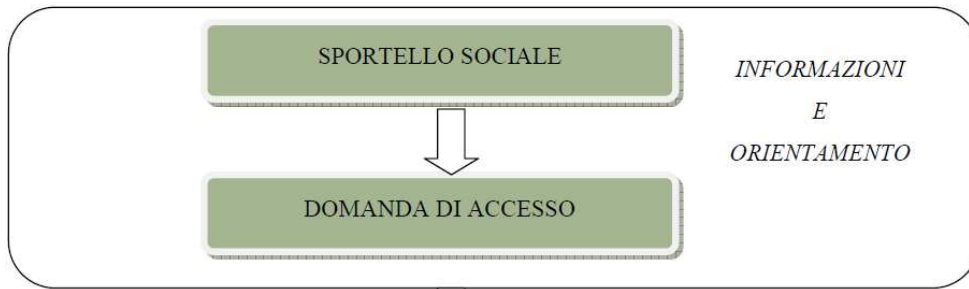 SPORTELLO SOCIALE
INFORMAZIONI
E
ORIENTAMENTO
DOMANDA DI ACCESSO